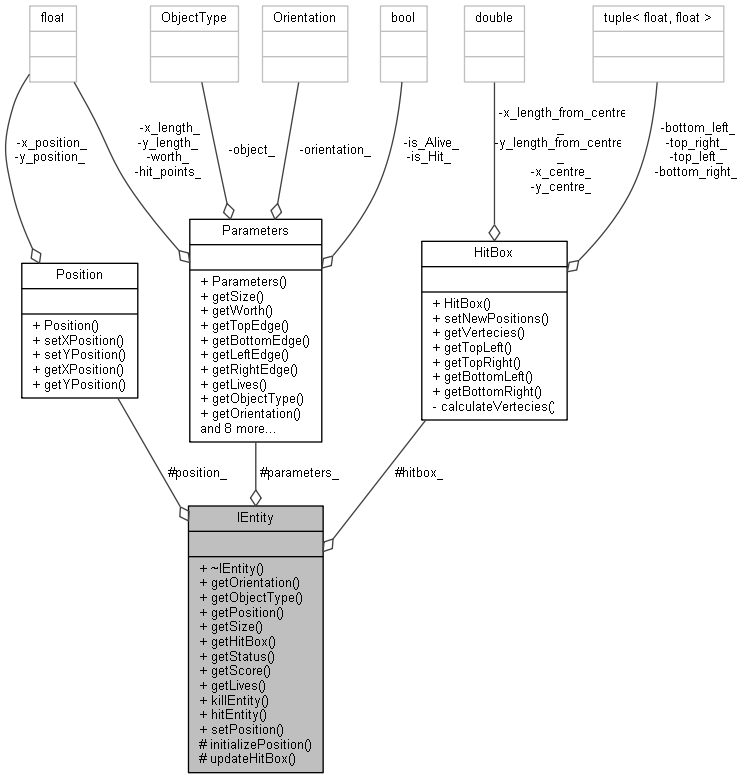 float
ObjectType
Orientation
bool
double
tuple< float, float >
-x_position_
-y_position_
-x_length_
-y_length_
-worth_
-hit_points_
-object_
-orientation_
-is_Alive_
-is_Hit_
-x_length_from_centre
_
-y_length_from_centre
_
-x_centre_
-y_centre_
-bottom_left_
-top_right_
-top_left_
-bottom_right_
Position
+ Position()
+ setXPosition()
+ setYPosition()
+ getXPosition()
+ getYPosition()
Parameters
+ Parameters()
+ getSize()
+ getWorth()
+ getTopEdge()
+ getBottomEdge()
+ getLeftEdge()
+ getRightEdge()
+ getLives()
+ getObjectType()
+ getOrientation()
and 8 more...
HitBox
+ HitBox()
+ setNewPositions()
+ getVertecies()
+ getTopLeft()
+ getTopRight()
+ getBottomLeft()
+ getBottomRight()
- calculateVertecies()
#position_
#parameters_
#hitbox_
IEntity
+ ~IEntity()
+ getOrientation()
+ getObjectType()
+ getPosition()
+ getSize()
+ getHitBox()
+ getStatus()
+ getScore()
+ getLives()
+ killEntity()
+ hitEntity()
+ setPosition()
# initializePosition()
# updateHitBox()